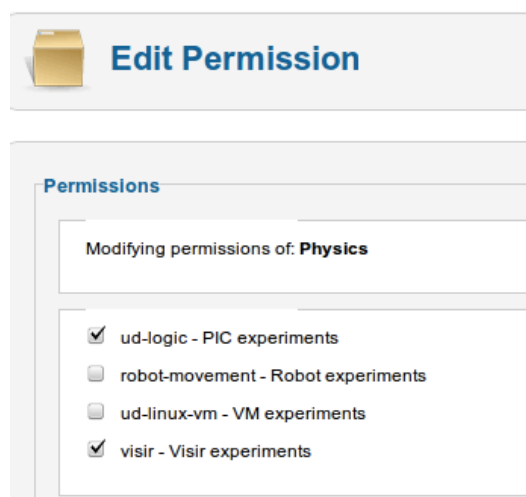 Edit Permission
Permissions
Modifying permissions of: Physics
ud-logic - PIC experiments
robot-movement - Robot experiments
ud-linux-vm - VM experiments
visir - Visir experiments